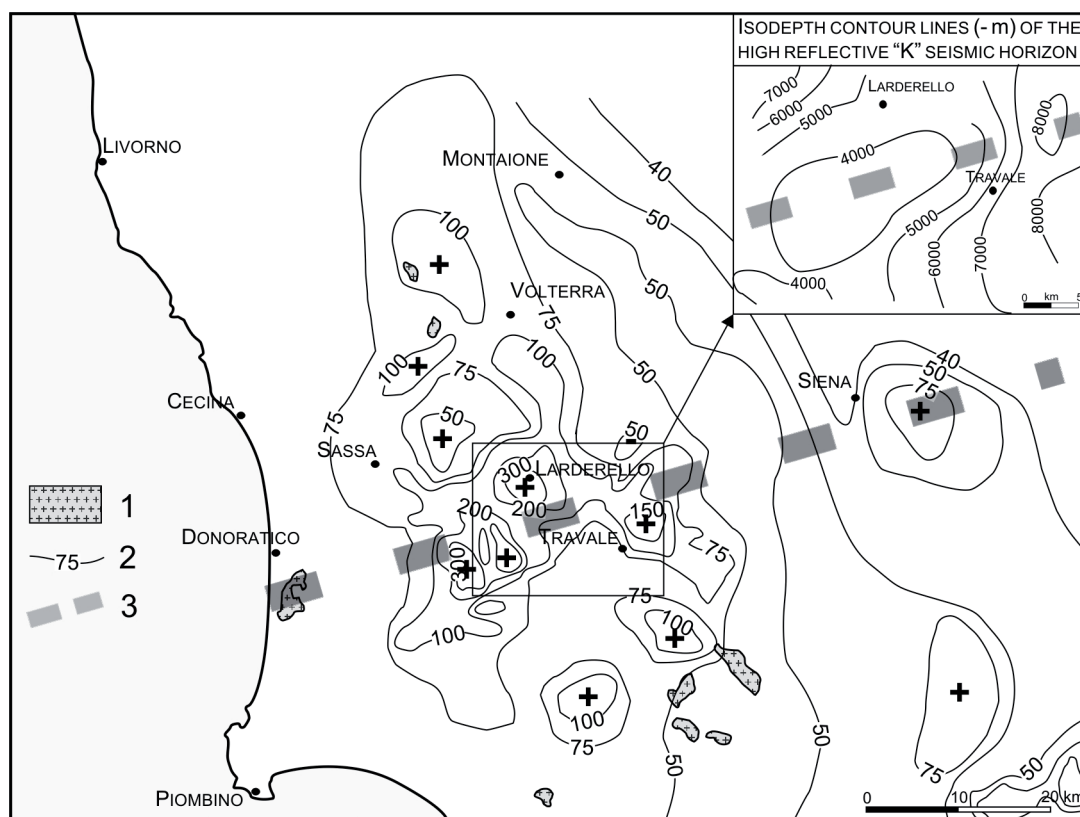 ISODEPTH CONTOUR LINES (- m) OF THE
HIGH REFLECTIVE “K” SEISMIC HORIZON
7000
6000
5000
LARDERELLO
8000
4000
TRAVALE
5000
6000
7000
8000
4000
0 km 5
LIVORNO
MONTAIONE
40
50
100
VOLTERRA
50
75
100
100
75
50
SIENA
40
50
75
CECINA
75
50
50
SASSA
300
LARDERELLO
200
200
150
1
DONORATICO
TRAVALE
75
75
2
300
3
75
100
100
100
75
50
50
75
50
PIOMBINO
0 10 20 km